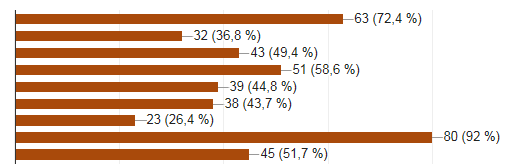 63 (72,4 %)
32 (36,8 %)
43 (49,4 %)
51 (58,6 %)
39 (44,8 %)
38 (43,7 %)
23 (26,4 %)
80 (92 %)
45 (51,7 %)